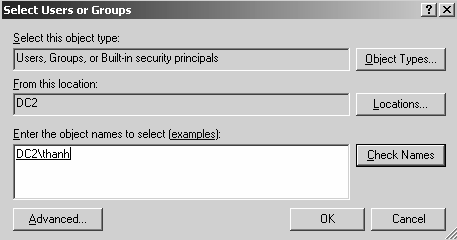 Select Users or Groups
Select this object type:
Users, Groups, or Built-in security principals
Object Types...
From this location:
DC2
Locations...
Enter the object names to select (examples):
DC2\thanh
Check Names
Advanced...
OK
Cancel